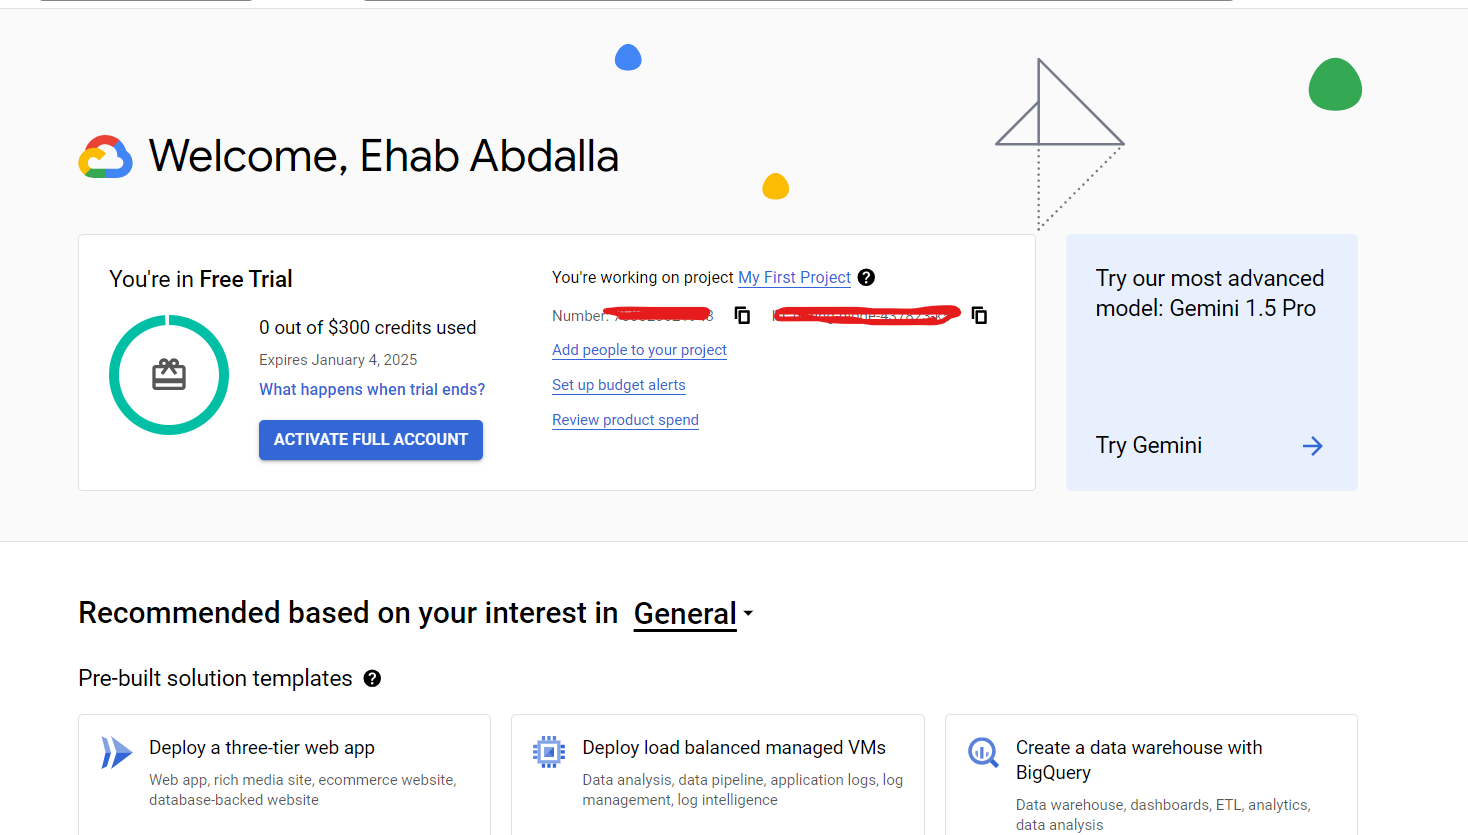 Welcome, Ehab Abdalla
You're in Free Trial
0 out of $300 credits used
Expires January 4, 2025
What happens when trial ends?
ACTIVATE FULL ACCOUNT
You're working on project My First Project
Number:
Add people to your project
Set up budget alerts
Review product spend
Try our most advanced
model: Gemini 1.5 Pro
Try Gemini
Recommended based on your interest in General
Pre-built solution templates
Deploy a three-tier web app
Web app, rich media site, ecommerce website,
database-backed website
Deploy load balanced managed VMs
Data analysis, data pipeline, application logs, log
management, log intelligence
Create a data warehouse with
BigQuery
Data warehouse, dashboards, ETL, analytics,
data analysis